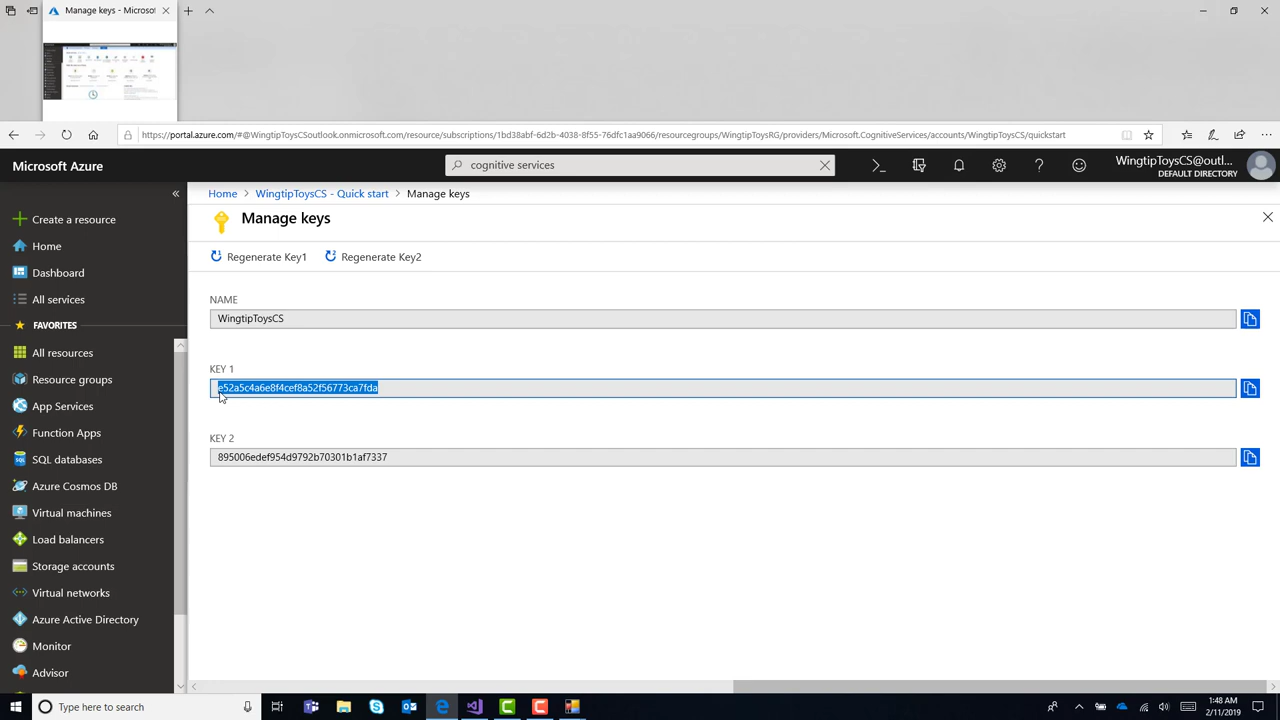 Manage keys - Microsof
https://portal.azure.com/#@WingtipToysCSoutlook.onmicrosoft.com/resource/subscriptions/1bd38abf-6d2b-4038-8f55-76dfc1aa9066/resourcegroups/WingtipToysRG/providers/Microsoft.CognitiveServices/accounts/WingtipToysCS/quickstart
Microsoft Azure
cognitive services
WingtipToysCS@outl...
DEFAULT DIRECTORY
Home > WingtipToysCS - Quick start > Manage keys
Manage keys
Regenerate Key1 Regenerate Key2
NAME
WingtipToysCS
KEY 1
e52a5c4a6e8f4cef8a52f56773ca7fda
KEY 2
895006edef954d9792b70301b1af7337
Create a resource
Home
Dashboard
All services
FAVORITES
All resources
Resource groups
App Services
Function Apps
SQL databases
Azure Cosmos DB
Virtual machines
Load balancers
Storage accounts
Virtual networks
Azure Active Directory
Monitor
Advisor
Type here to search
1:48 AM
2/11/2019